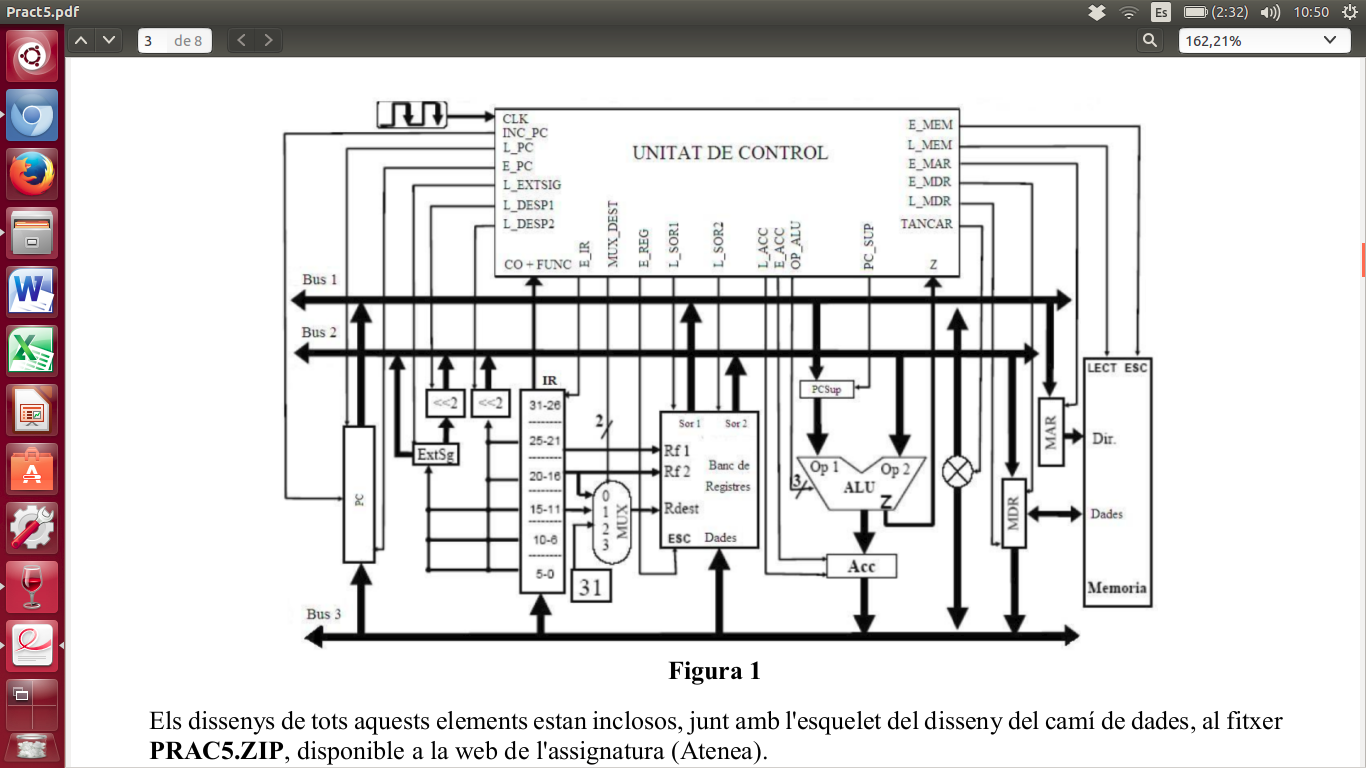 Pract5.pdf
Es
(2:32)
10:50
3 de 8
162,21%
CLK
INC_PC
L_PC
E_PC
L_EXTSIG
L_DESP1
L_DESP2
CO + FUNC
E_IR
MUX_DEST
E_REG
L_SOR1
L_SOR2
L_ACC
E_ACC
OP_ALU
PC_SUP
Z
UNITAT DE CONTROL
E_MEM
L_MEM
E_MAR
E_MDR
L_MDR
TANCAR
Bus 1
Bus 2
<<2
<<2
ExtSg
PC
IR
31-26
25-21
20-16
15-11
10-6
5-0
2
0
1
2
3
MUX
31
Sor 1
Sor 2
Rf 1
Rf 2
Banc de
Registres
Rdest
ESC
Dades
PCSup
Op 1
Op 2
ALU
Z
3
Acc
MAR
MDR
LECT ESC
Dir.
Dades
Memoria
Bus 3
Figura 1
Els dissenys de tots aquests elements estan inclosos, junt amb l'esquelet del disseny del camí de dades, al fitxer
PRAC5.ZIP, disponible a la web de l'assignatura (Atenea).